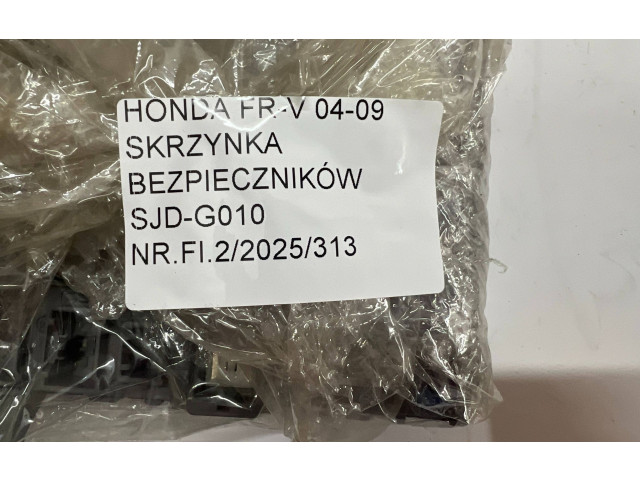 HONDA FR-V 04-09
SKRZYNKA
BEZPIECZNIKÓW
SJD-G010
NR.FI.2/2025/313